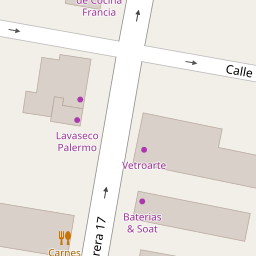 de Cocina
Francia
Calle
Lavaseco
Palermo
Vetroarte
Baterias
& Soat
rera 17
Carnes